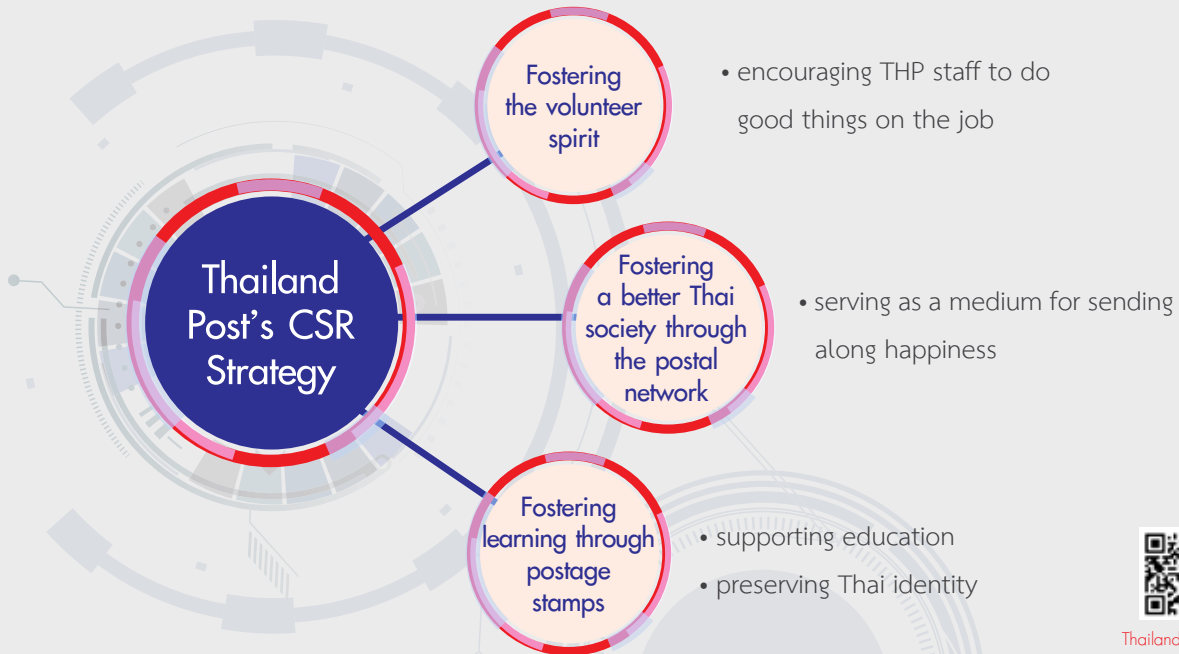 Thailand
Post's CSR
Strategy
Fostering
the volunteer
spirit
• encouraging THP staff to do
good things on the job
Fostering
a better Thai
society through
the postal
network
• serving as a medium for sending
along happiness
Fostering
learning through
postage
stamps
• supporting education
• preserving Thai identity
Thailand